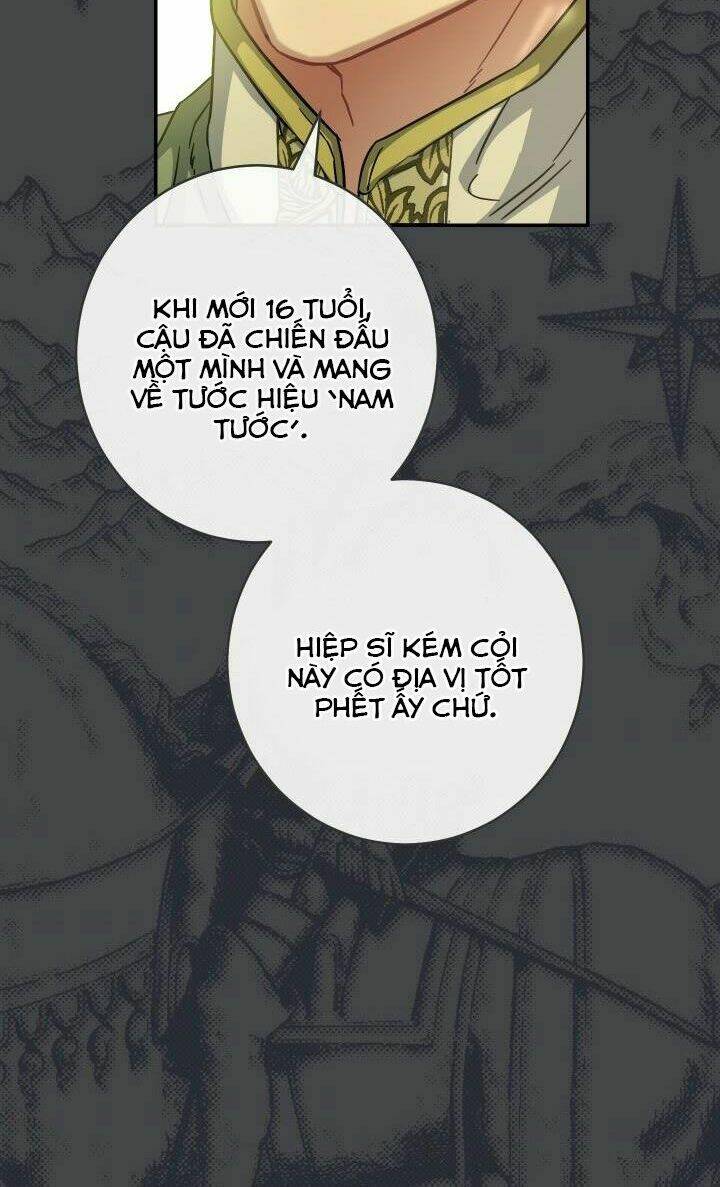 KHI MỚI 16 TUỔI,
CẬU ĐÃ CHIẾN ĐẤU
MỘT MÌNH VÀ MANG
VỀ TƯỚC HIỆU ‘NAM
TƯỚC’.
HIỆP SĨ KÉM CỎI
NÀY CÓ ĐỊA VỊ TỐT
PHẾT ẤY CHỨ.